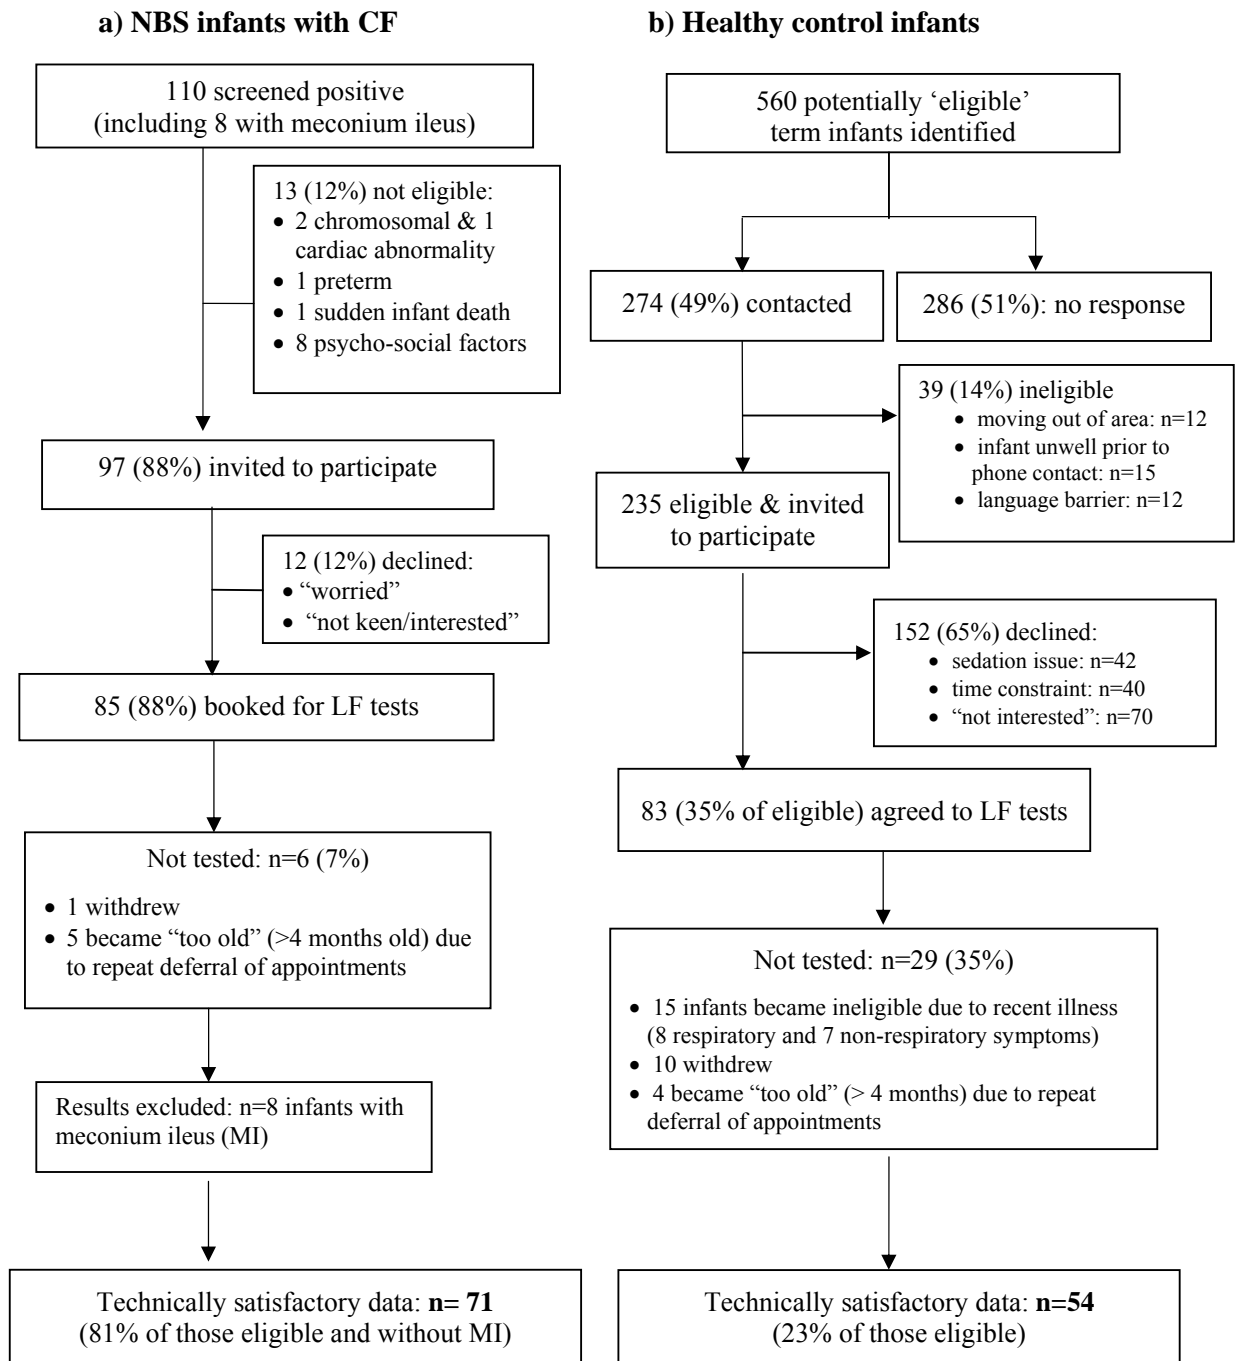 a) NBS infants with CF
110 screened positive
(including 8 with meconium ileus)
13 (12%) not eligible:
• 2 chromosomal & 1
cardiac abnormality
• 1 preterm
• 1 sudden infant death
• 8 psycho-social factors
97 (88%) invited to participate
12 (12%) declined:
• “worried”
• “not keen/interested”
85 (88%) booked for LF tests
Not tested: n=6 (7%)
• 1 withdrew
• 5 became “too old” (>4 months old) due
to repeat deferral of appointments
Results excluded: n=8 infants with
meconium ileus (MI)
Technically satisfactory data: n= 71
(81% of those eligible and without MI)
b) Healthy control infants
560 potentially ‘eligible’
term infants identified
274 (49%) contacted
286 (51%): no response
39 (14%) ineligible
• moving out of area: n=12
• infant unwell prior to
phone contact: n=15
• language barrier: n=12
235 eligible & invited
to participate
152 (65%) declined:
• sedation issue: n=42
• time constraint: n=40
• “not interested”: n=70
83 (35% of eligible) agreed to LF tests
Not tested: n=29 (35%)
• 15 infants became ineligible due to recent illness
(8 respiratory and 7 non-respiratory symptoms)
• 10 withdrew
• 4 became “too old” (> 4 months) due to repeat
deferral of appointments
Technically satisfactory data: n=54
(23% of those eligible)